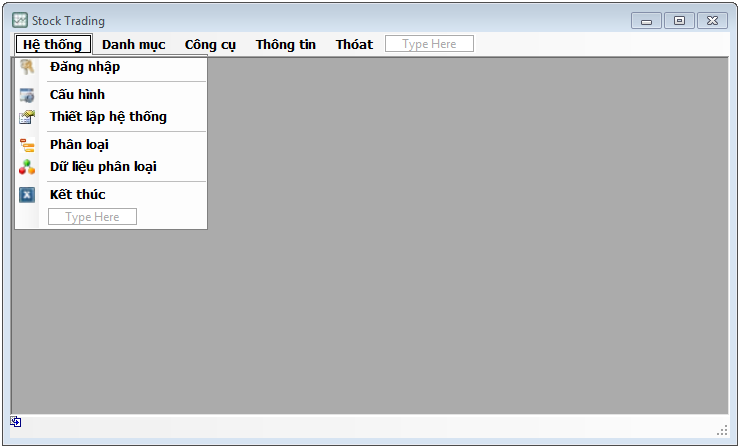 Stock Trading
Hệ thống Danh mục Công cụ Thông tin Thóat Type Here
Đăng nhập
Cấu hình
Thiết lập hệ thống
Phân loại
Dữ liệu phân loại
Kết thúc
Type Here